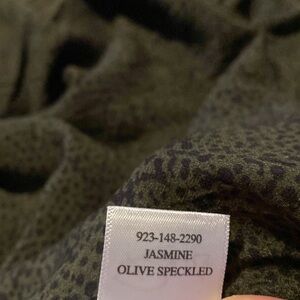 923-148-2290
JASMINE
OLIVE SPECKLED